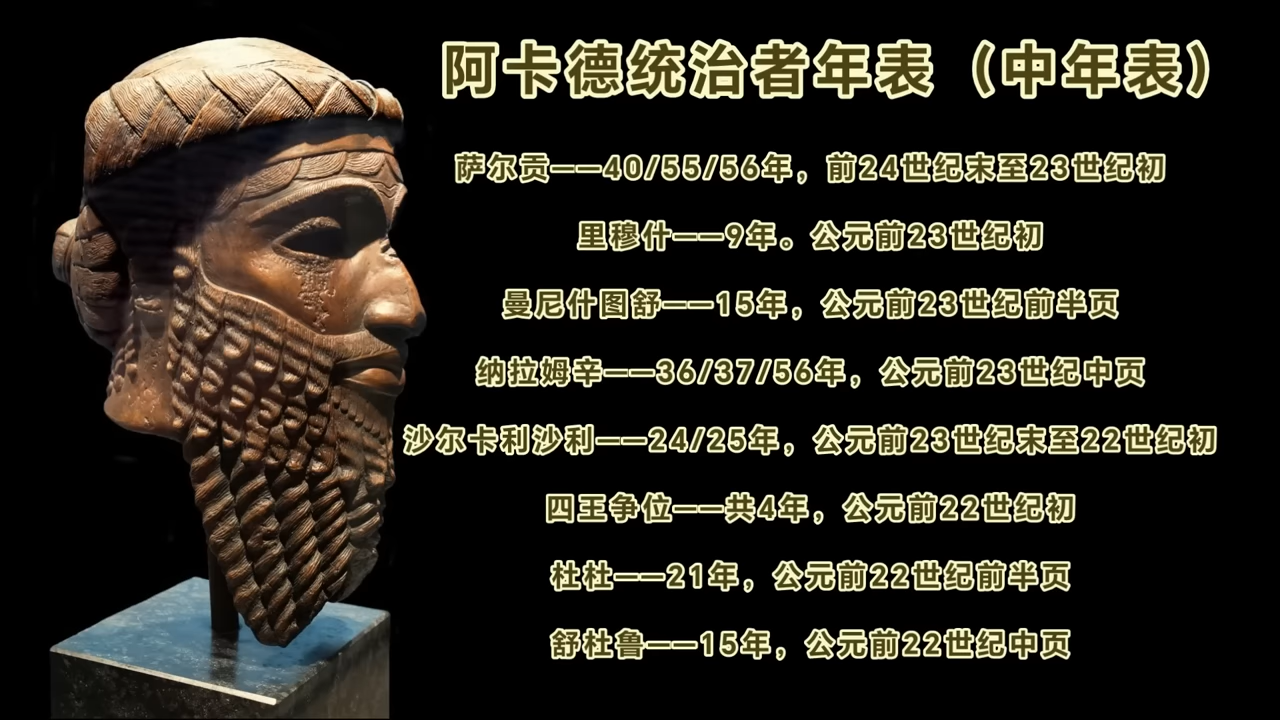 阿卡德统治者年表（中年表）
萨尔贡——40/55/56年，前24世纪末至23世纪初
里穆什——9年。公元前23世纪初
曼尼什图舒——15年，公元前23世纪前半页
纳拉姆辛——36/37/56年，公元前23世纪中页
沙尔卡利沙利——24/25年，公元前23世纪末至22世纪初
四王争位——共4年，公元前22世纪初
杜杜——21年，公元前22世纪前半页
舒杜鲁——15年，公元前22世纪中页